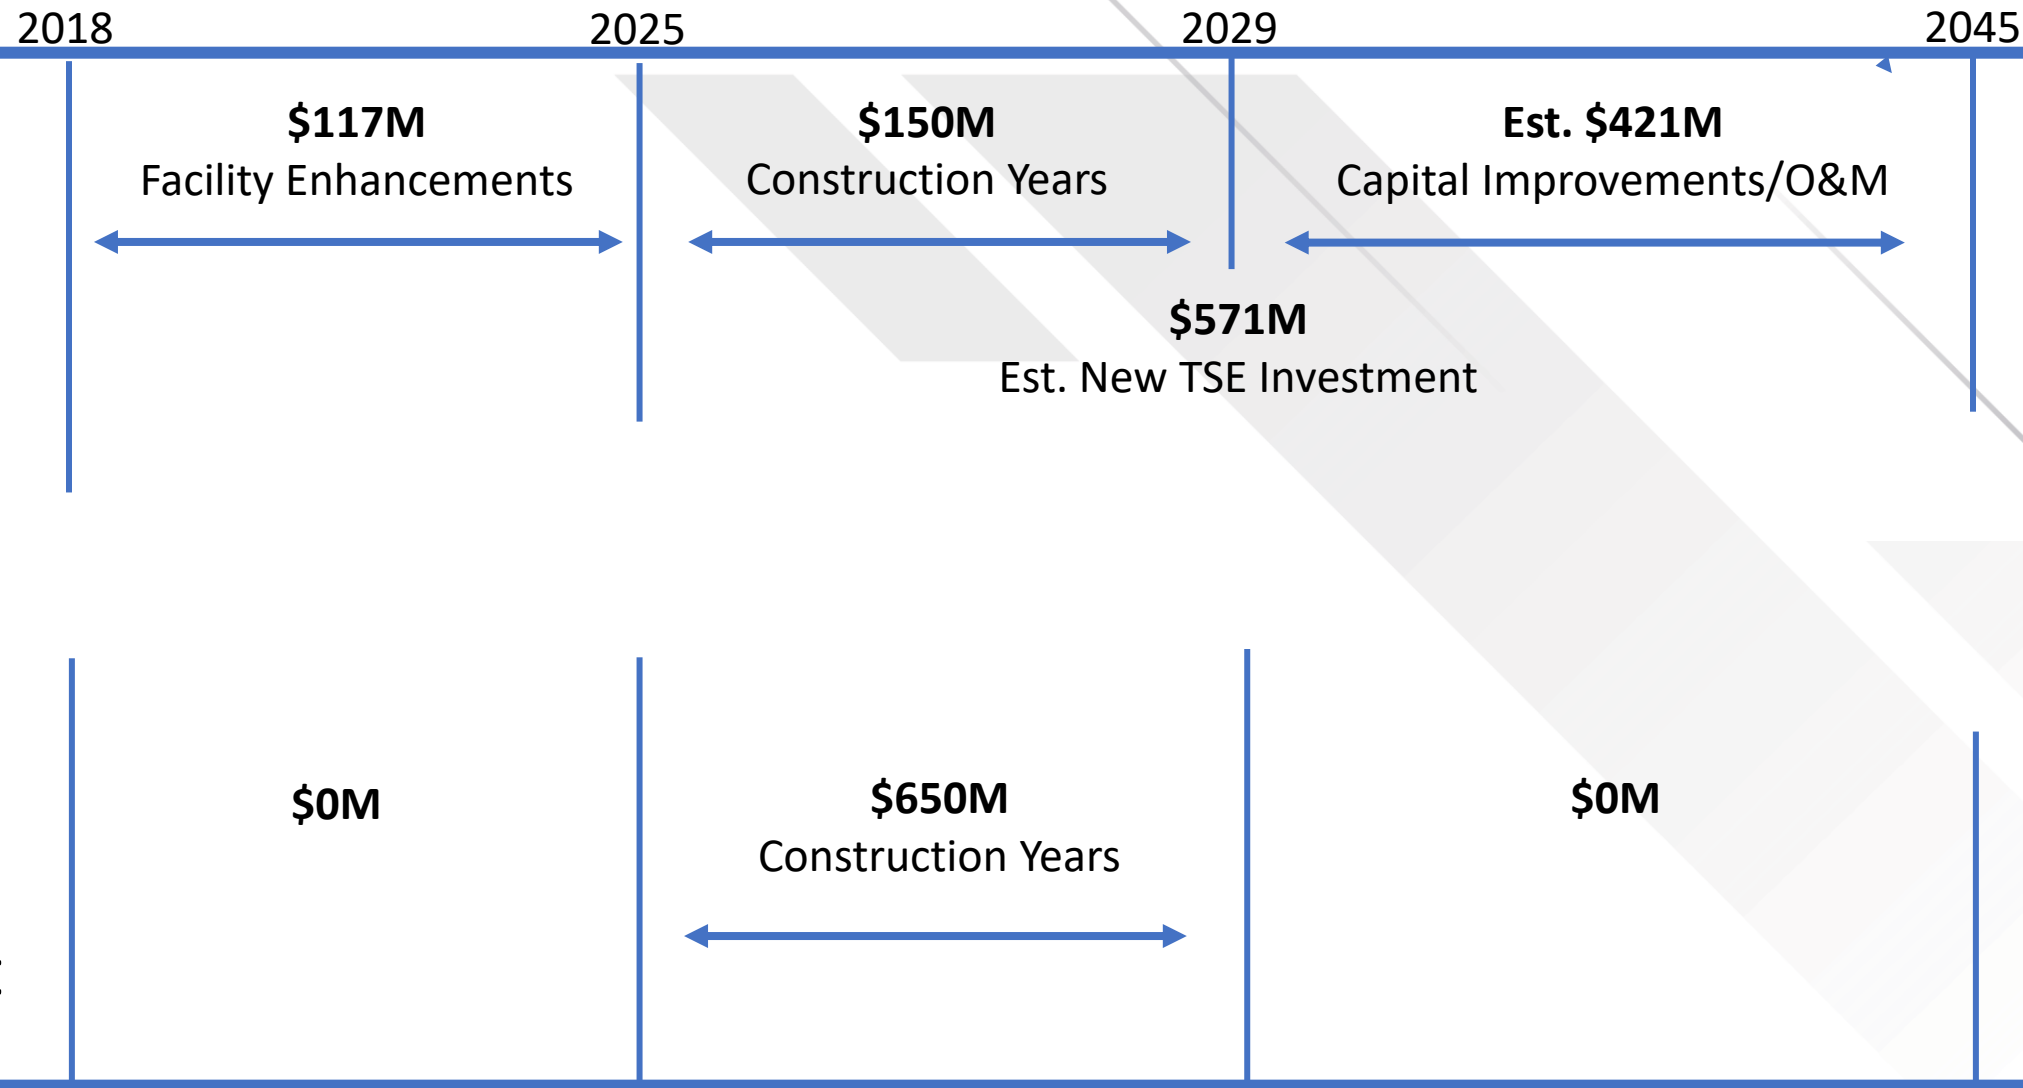 2018
2025
2029
2045
$117M
Facility Enhancements
$150M
Construction Years
Est. $421M
Capital Improvements/O&M
$571M
Est. New TSE Investment
$0M
$650M
Construction Years
$0M